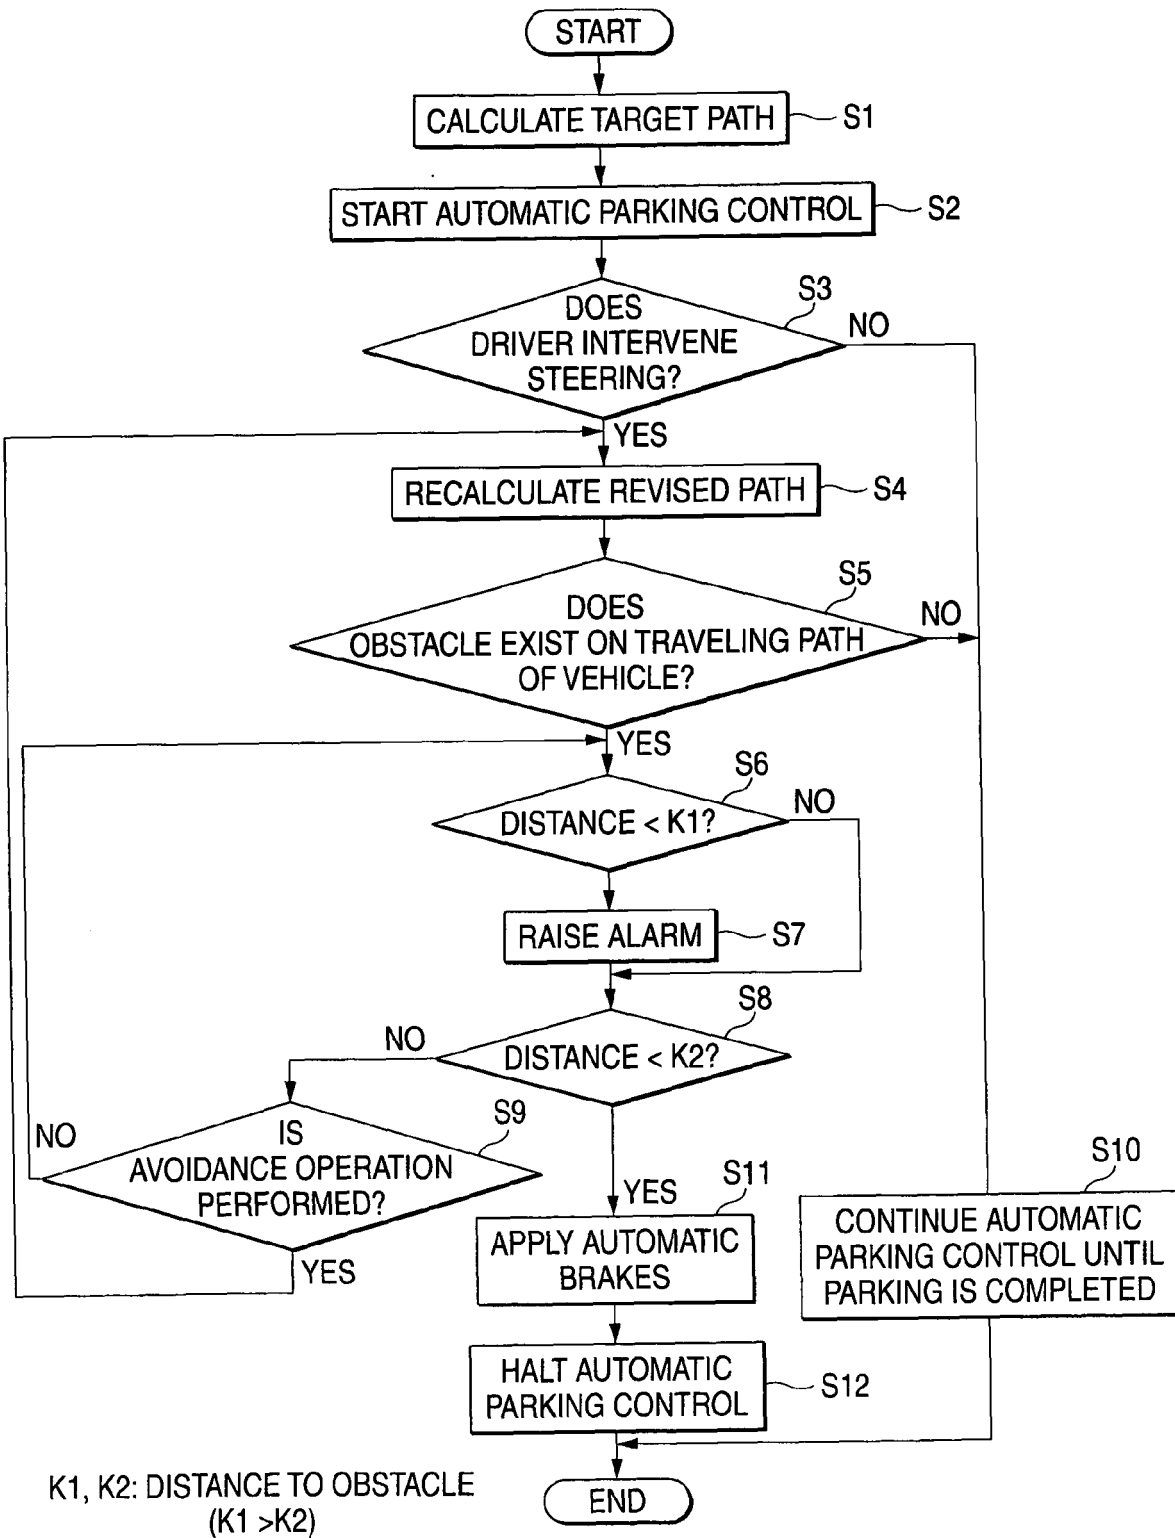 START
CALCULATE TARGET PATH
S1
START AUTOMATIC PARKING CONTROL
S2
DOES
DRIVER INTERVENE
STEERING?
S3
NO
YES
RECALCULATE REVISED PATH
S4
DOES
OBSTACLE EXIST ON TRAVELING PATH
OF VEHICLE?
S5
NO
YES
DISTANCE < K1?
S6
NO
RAISE ALARM
S7
DISTANCE < K2?
S8
NO
IS
AVOIDANCE OPERATION
PERFORMED?
S9
NO
YES
YES
APPLY AUTOMATIC
BRAKES
S11
CONTINUE AUTOMATIC
PARKING CONTROL UNTIL
PARKING IS COMPLETED
S10
HALT AUTOMATIC
PARKING CONTROL
S12
END
K1, K2: DISTANCE TO OBSTACLE
(K1 >K2)